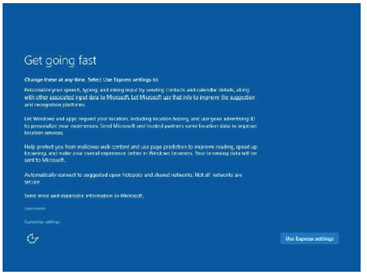 Get going fast
Change these at any time. Select Use Express settings to:
Personalize your speech, typing, and inking input by sending contacts and calendar details, along
with other associated input data to Microsoft. Let Microsoft use that info to improve the suggestion
and recognition platforms.
Let Windows and apps request your location, including location history, and use your advertising ID
to personalize your experiences. Send Microsoft and trusted partners some location data to improve
location services.
Help protect you from malicious web content and use page prediction to improve reading, speed up
browsing, and make your overall experience better in Windows browsers. Your browsing data will be
sent to Microsoft.
Automatically connect to suggested open hotspots and shared networks. Not all networks are
secure.
Send error and diagnostic information to Microsoft.
Learn more
Customize settings
Use Express settings